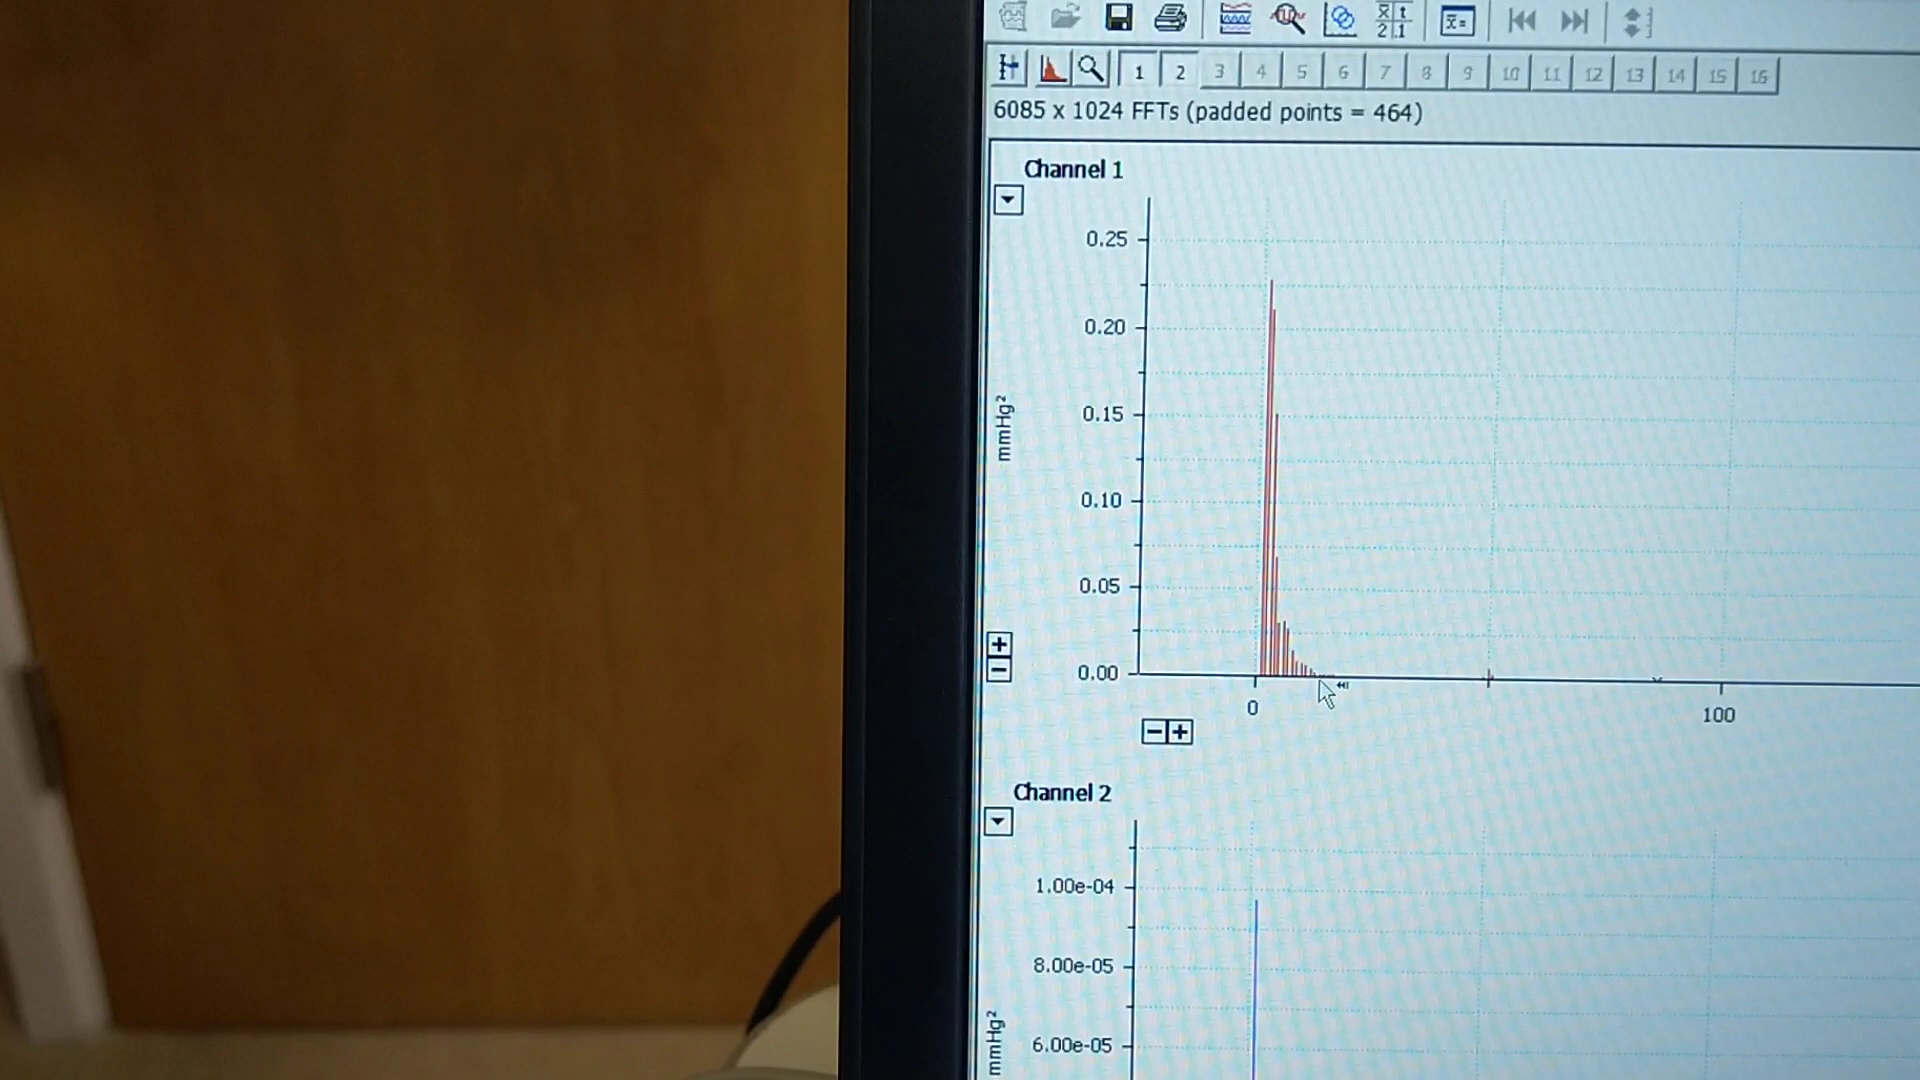 1 2 3 4 5 6 7 8 9 10 11 12 13 14 15 16
6085 x 1024 FFTs (padded points = 464)
Channel 1
0.25
0.20
0.15
mmHg²
0.10
0.05
0.00
0
100
Channel 2
1.00e-04
8.00e-05
mmHg²
6.00e-05